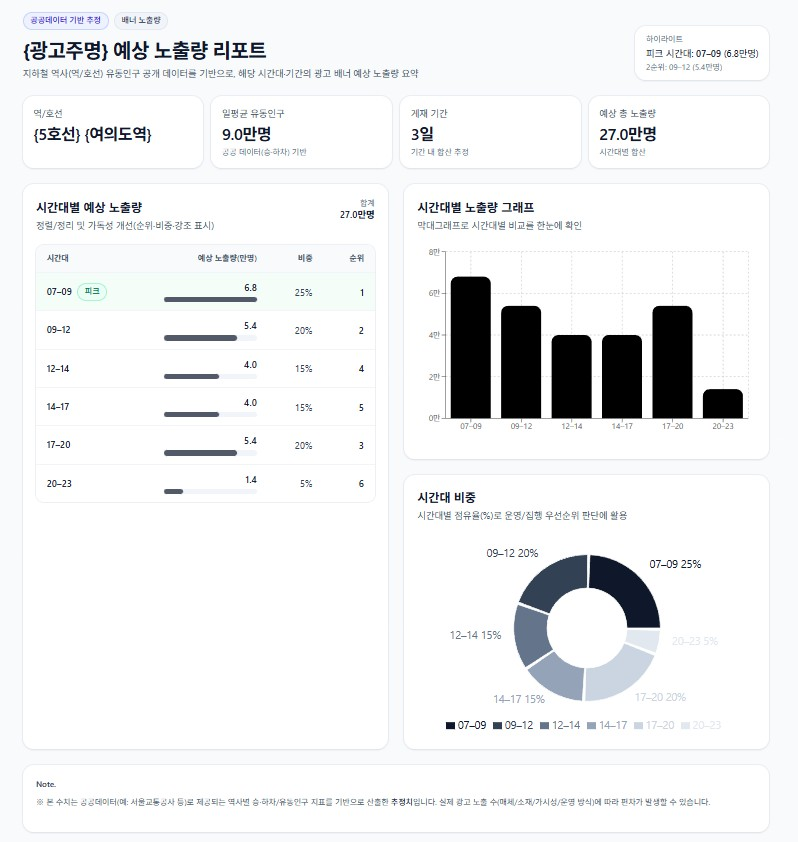 공공데이터 기반 추정 배너 노출량
{광고주명} 예상 노출량 리포트
지하철 역사(역/호선) 유동인구 공개 데이터를 기반으로, 해당 시간대·기간의 광고 배너 예상 노출량 요약
하이라이트
피크 시간대: 07–09 (6.8만명)
2순위: 09–12 (5.4만명)
역/호선
{5호선} {여의도역}
일평균 유동인구
9.0만명
공공 데이터(승·하차) 기반
게재 기간
3일
기간 내 합산 추정
예상 총 노출량
27.0만명
시간대별 합산
시간대별 예상 노출량
정렬/정리 및 가독성 개선(순위·비중·강조 표시)
합계
27.0만명
시간대 예상 노출량(만명) 비중 순위
07–09 피크 6.8 25% 1
09–12 5.4 20% 2
12–14 4.0 15% 4
14–17 4.0 15% 5
17–20 5.4 20% 3
20–23 1.4 5% 6
시간대별 노출량 그래프
막대그래프로 시간대별 비교를 한눈에 확인
8만
6만
4만
2만
0만
07–09 09–12 12–14 14–17 17–20 20–23
시간대 비중
시간대별 점유율(%)로 운영/집행 우선순위 판단에 활용
09–12 20%
07–09 25%
12–14 15%
20–23 5%
14–17 15%
17–20 20%
07–09 09–12 12–14 14–17 17–20 20–23
Note.
※ 본 수치는 공공데이터(예: 서울교통공사 등)로 제공되는 역사별 승·하차/유동인구 지표를 기반으로 산출한 추정치입니다. 실제 광고 노출 수(매체/소재/가시성/운영 방식)에 따라 편차가 발생할 수 있습니다.